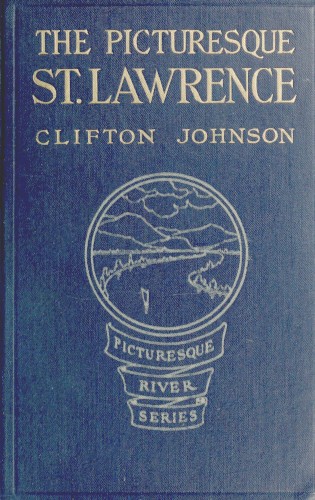 THE PICTURESQUE
ST. LAWRENCE
CLIFTON JOHNSON
PICTURESQUE
RIVER
SERIES